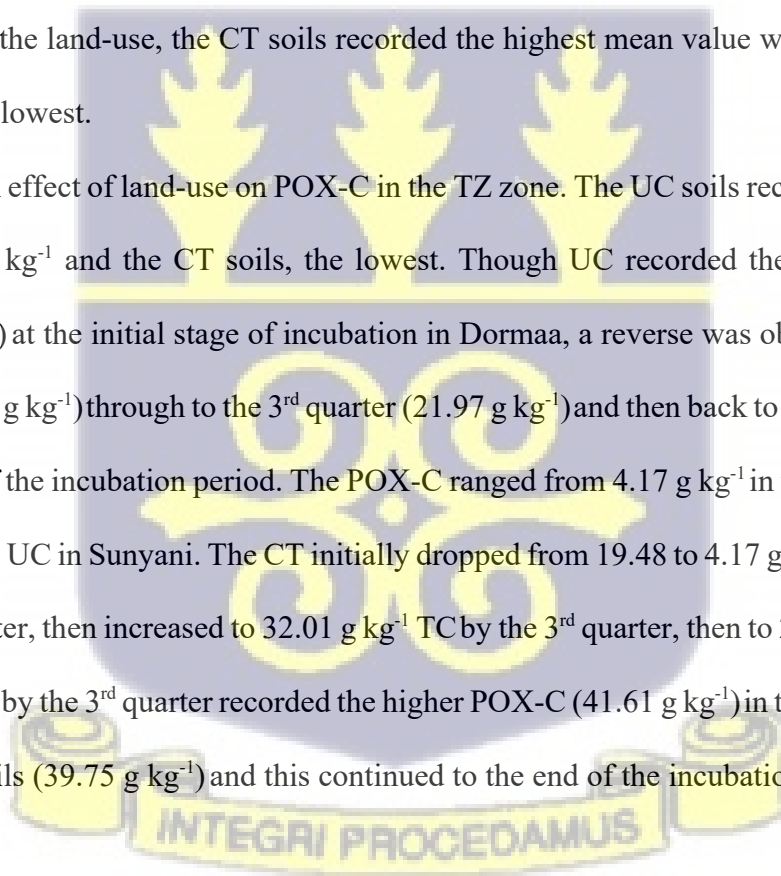 the land-use, the CT soils recorded the highest mean value w
lowest.
effect of land-use on POX-C in the TZ zone. The UC soils rec
kg⁻¹ and the CT soils, the lowest. Though UC recorded the
) at the initial stage of incubation in Dormaa, a reverse was ob
g kg⁻¹) through to the 3rd quarter (21.97 g kg⁻¹) and then back to
the incubation period. The POX-C ranged from 4.17 g kg⁻¹ in
UC in Sunyani. The CT initially dropped from 19.48 to 4.17 g
ter, then increased to 32.01 g kg⁻¹ TC by the 3rd quarter, then to
by the 3rd quarter recorded the higher POX-C (41.61 g kg⁻¹) in t
ils (39.75 g kg⁻¹) and this continued to the end of the incubatio
INTEGRI PROCEDAMUS